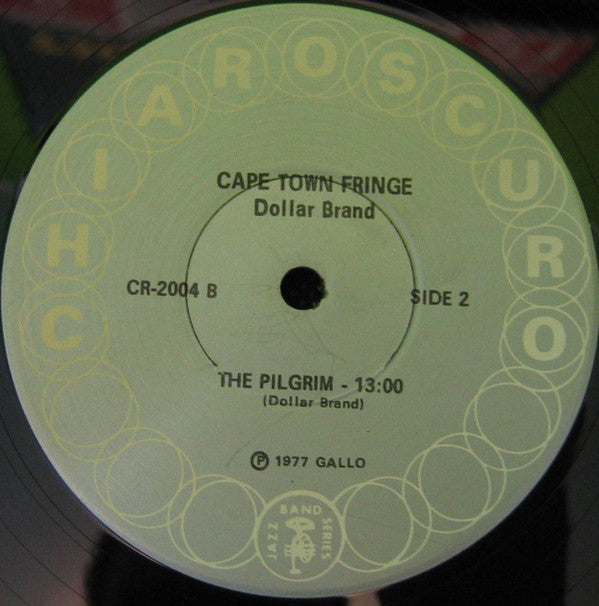 CHIAROSCURO
CAPE TOWN FRINGE
Dollar Brand
CR-2004 B
SIDE 2
THE PILGRIM - 13:00
(Dollar Brand)
℗ 1977 GALLO
JAZZ BAND SERIES